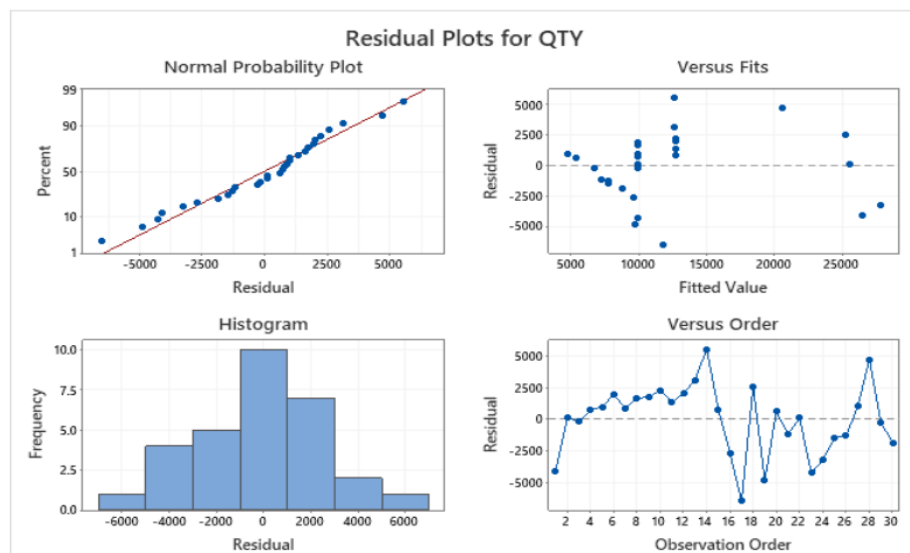 Residual Plots for QTY
Normal Probability Plot
99
90
50
10
1
Percent
-5000
-2500
0
2500
5000
Residual
Versus Fits
5000
2500
0
-2500
-5000
Residual
5000
10000
15000
20000
25000
Fitted Value
Histogram
10.0
7.5
5.0
2.5
0.0
Frequency
-6000
-4000
-2000
0
2000
4000
6000
Residual
Versus Order
5000
2500
0
-2500
-5000
Residual
2 4 6 8 10 12 14 16 18 20 22 24 26 28 30
Observation Order